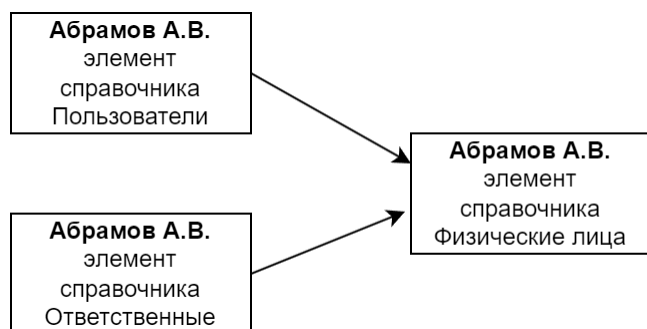 Абрамов А.В.
элемент
справочника
Пользователи
Абрамов А.В.
элемент
справочника
Физические лица
Абрамов А.В.
элемент
справочника
Ответственные